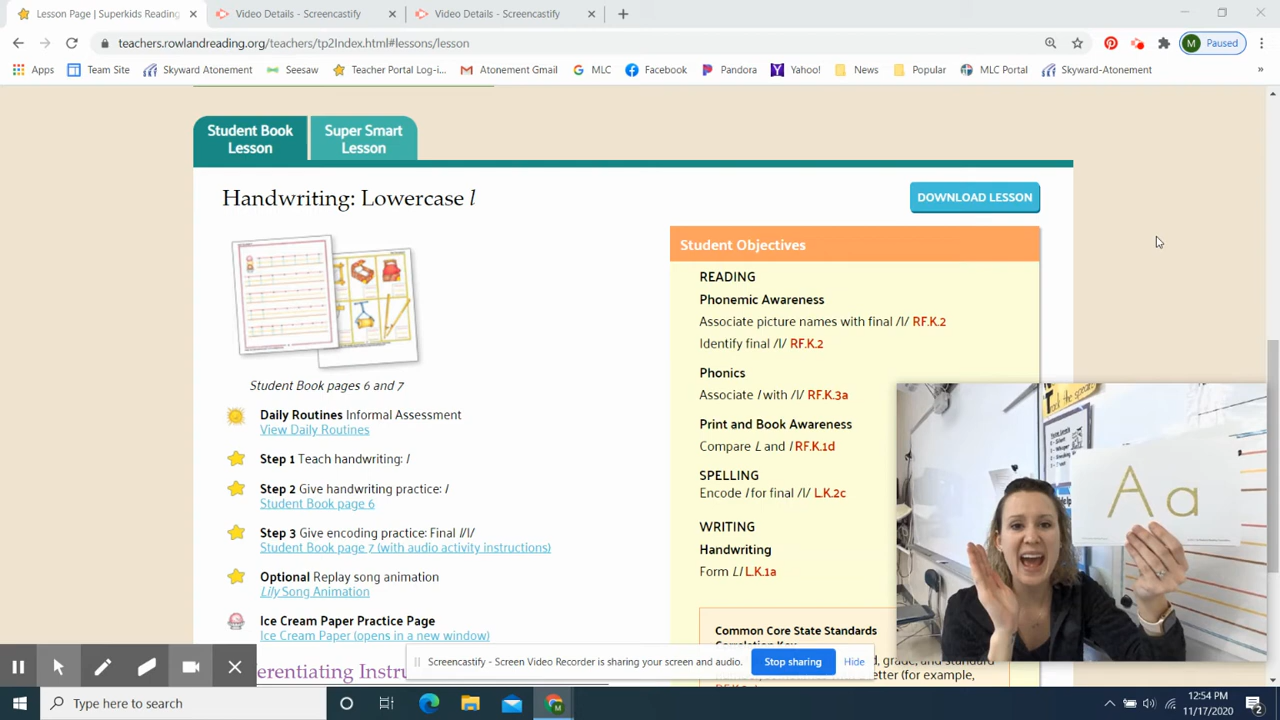 Lesson Page | Superkids Reading
Video Details - Screencastify
Video Details - Screencastify
teachers.rowlandreading.org/teachers/tp2Index.html#lessons/lesson
M Paused
Apps
Team Site
Skyward Atonement
Seesaw
Teacher Portal Log-i...
Atonement Gmail
MLC
Facebook
Pandora
Yahoo!
News
Popular
MLC Portal
Skyward-Atonement
Student Book
Lesson
Super Smart
Lesson
Handwriting: Lowercase l
DOWNLOAD LESSON
Student Book pages 6 and 7
Daily Routines Informal Assessment
View Daily Routines
Step 1 Teach handwriting: l
Step 2 Give handwriting practice: l
Student Book page 6
Step 3 Give encoding practice: Final l/l/
Student Book page 7 (with audio activity instructions)
Optional Replay song animation
Lily Song Animation
Ice Cream Paper Practice Page
Ice Cream Paper (opens in a new window)
Student Objectives
READING
Phonemic Awareness
Associate picture names with final /l/ RF.K.2
Identify final /l/ RF.K.2
Phonics
Associate l with /l/ RF.K.3a
Print and Book Awareness
Compare L and l RF.K.1d
SPELLING
Encode l for final /l/ L.K.2c
WRITING
Handwriting
Form L l L.K.1a
Common Core State Standards
Aa
Screencastify - Screen Video Recorder is sharing your screen and audio.
Stop sharing
Hide
Type here to search
12:54 PM
11/17/2020
2